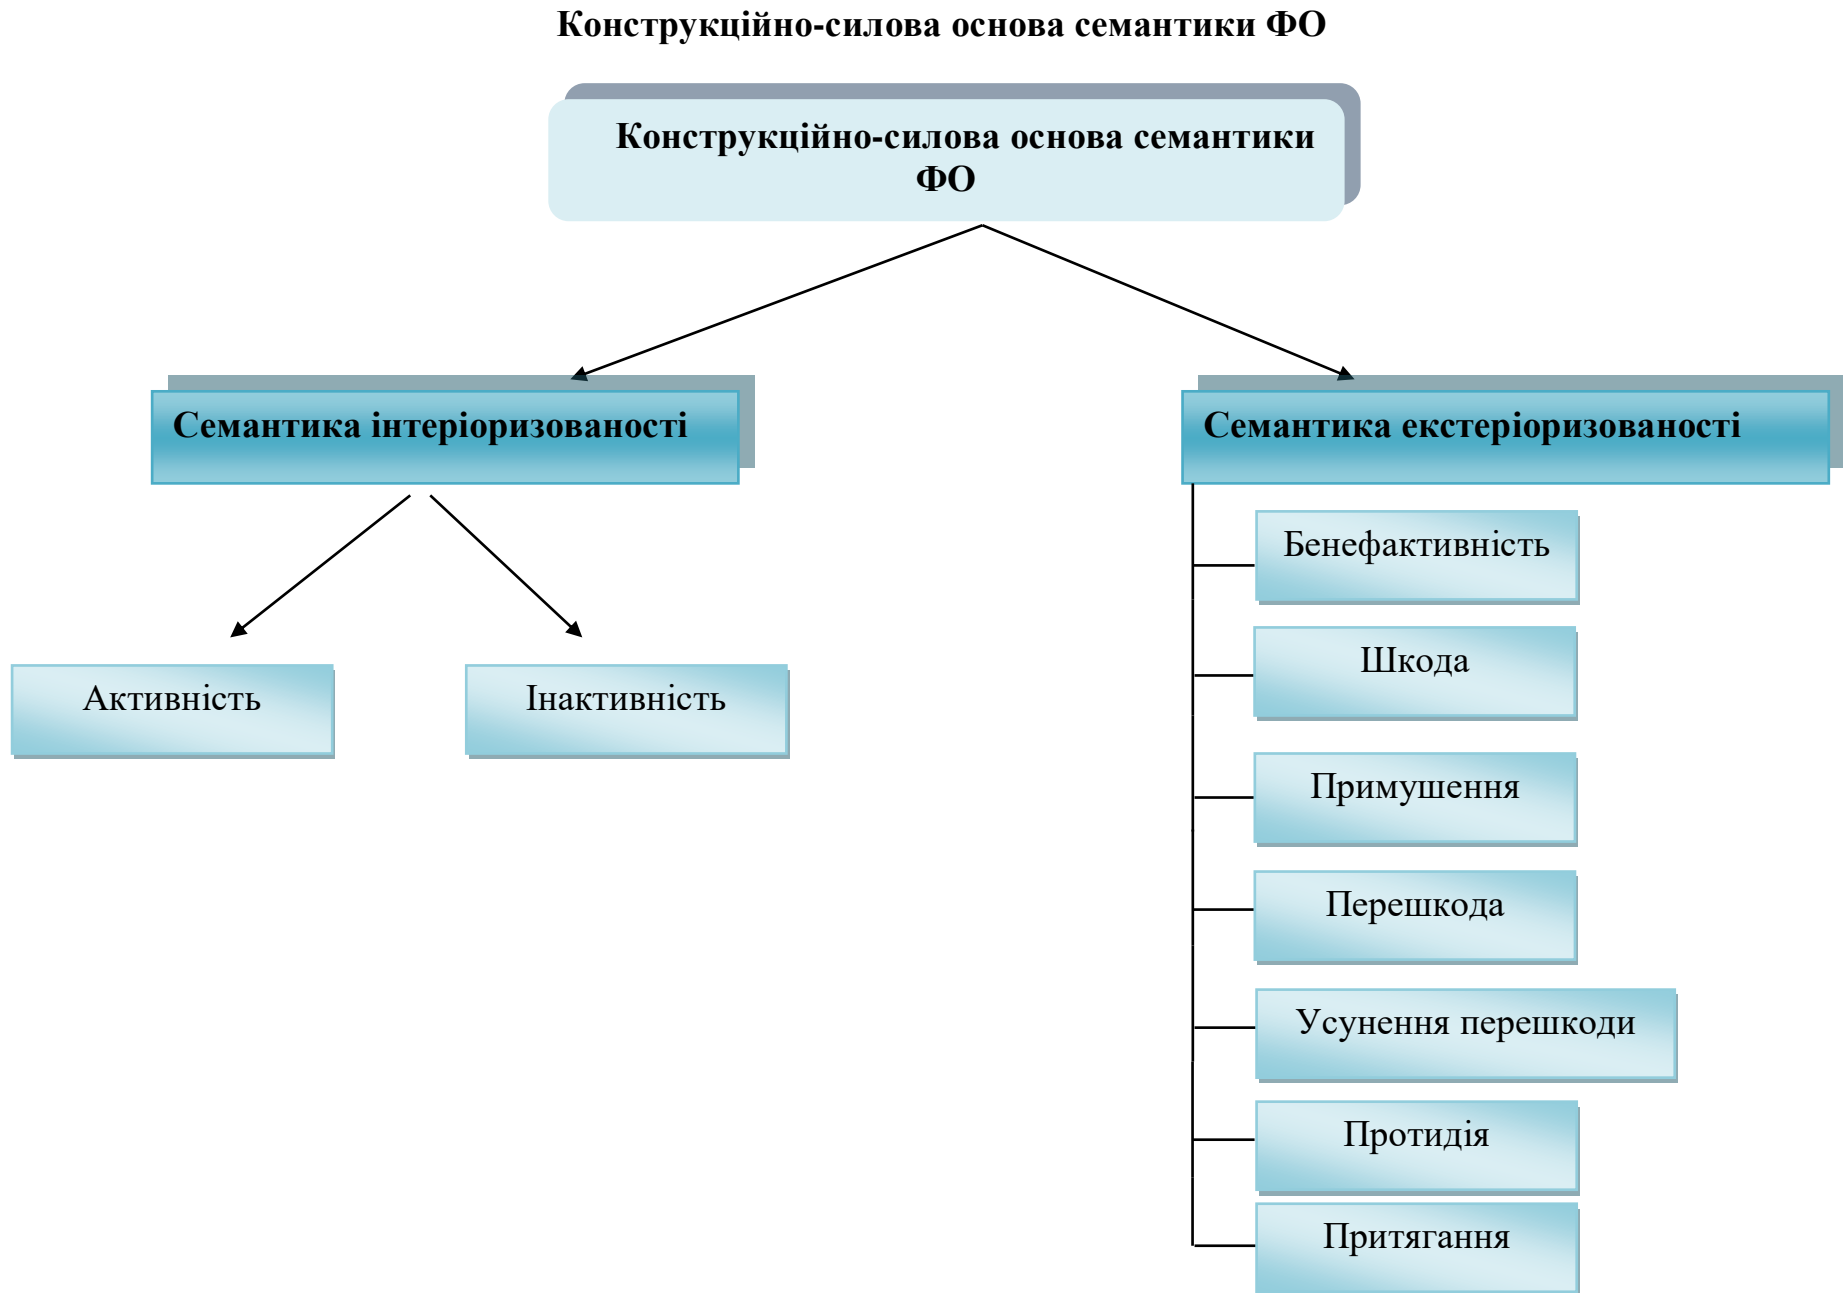 Конструкційно-силова основа семантики ФО
Конструкційно-силова основа семантики
ФО
Семантика інтеріоризованості
Семантика екстеріоризованості
Бенефактивність
Шкода
Активність
Інактивність
Примушення
Перешкода
Усунення перешкоди
Протидія
Притягання